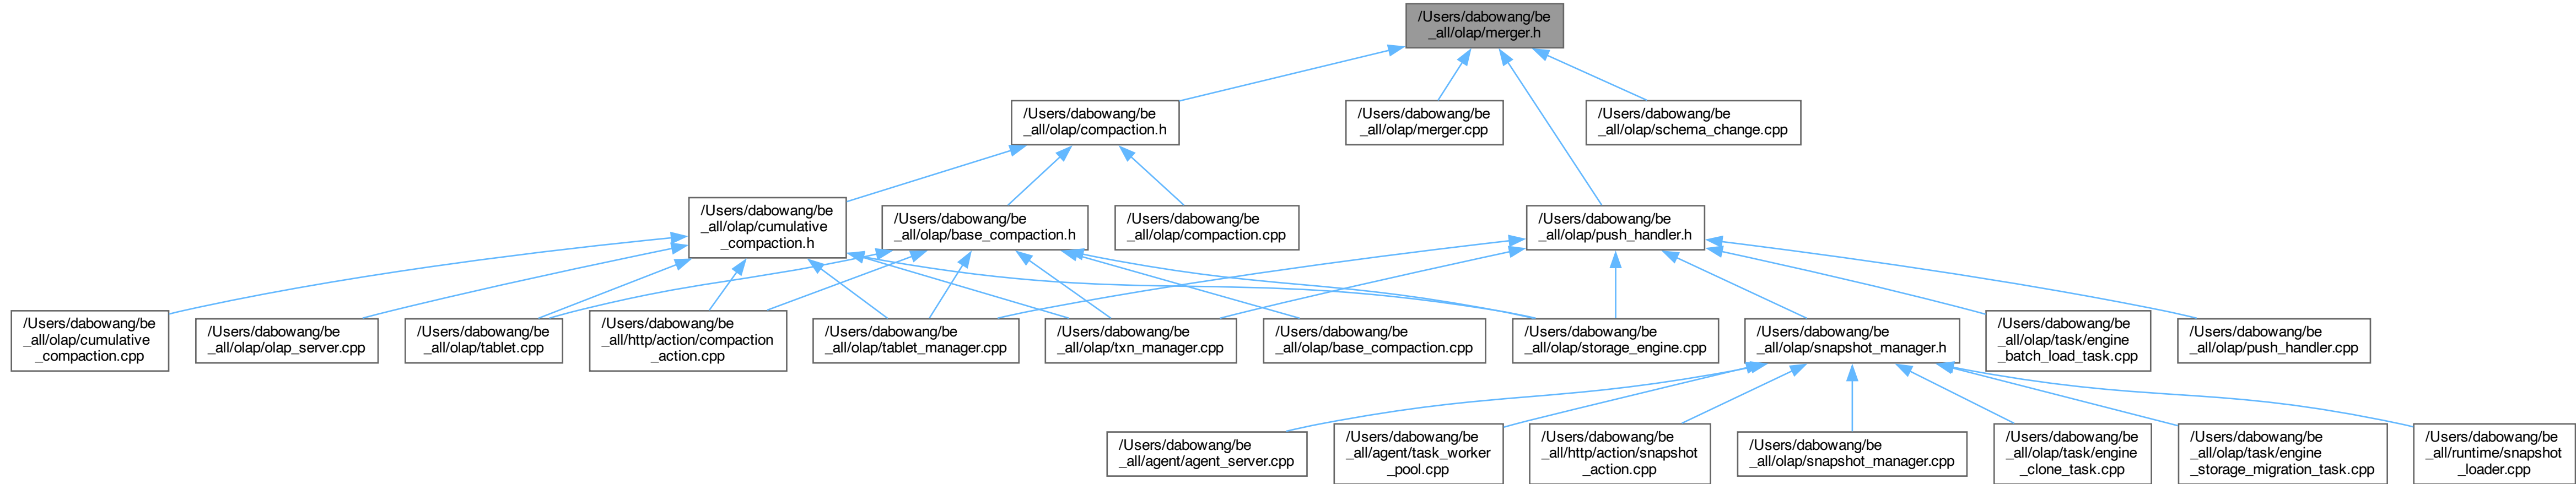 /Users/dabowang/be
_all/olap/merger.h
/Users/dabowang/be
_all/olap/compaction.h
/Users/dabowang/be
_all/olap/merger.cpp
/Users/dabowang/be
_all/olap/schema_change.cpp
/Users/dabowang/be
_all/olap/cumulative
_compaction.h
/Users/dabowang/be
_all/olap/base_compaction.h
/Users/dabowang/be
_all/olap/compaction.cpp
/Users/dabowang/be
_all/olap/push_handler.h
/Users/dabowang/be
_all/olap/cumulative
_compaction.cpp
/Users/dabowang/be
_all/olap/olap_server.cpp
/Users/dabowang/be
_all/olap/tablet.cpp
/Users/dabowang/be
_all/http/action/compaction
_action.cpp
/Users/dabowang/be
_all/olap/tablet_manager.cpp
/Users/dabowang/be
_all/olap/txn_manager.cpp
/Users/dabowang/be
_all/olap/base_compaction.cpp
/Users/dabowang/be
_all/olap/storage_engine.cpp
/Users/dabowang/be
_all/olap/snapshot_manager.h
/Users/dabowang/be
_all/olap/task/engine
_batch_load_task.cpp
/Users/dabowang/be
_all/olap/push_handler.cpp
/Users/dabowang/be
_all/agent/agent_server.cpp
/Users/dabowang/be
_all/agent/task_worker
_pool.cpp
/Users/dabowang/be
_all/http/action/snapshot
_action.cpp
/Users/dabowang/be
_all/olap/snapshot_manager.cpp
/Users/dabowang/be
_all/olap/task/engine
_clone_task.cpp
/Users/dabowang/be
_all/olap/task/engine
_storage_migration_task.cpp
/Users/dabowang/be
_all/runtime/snapshot
_loader.cpp